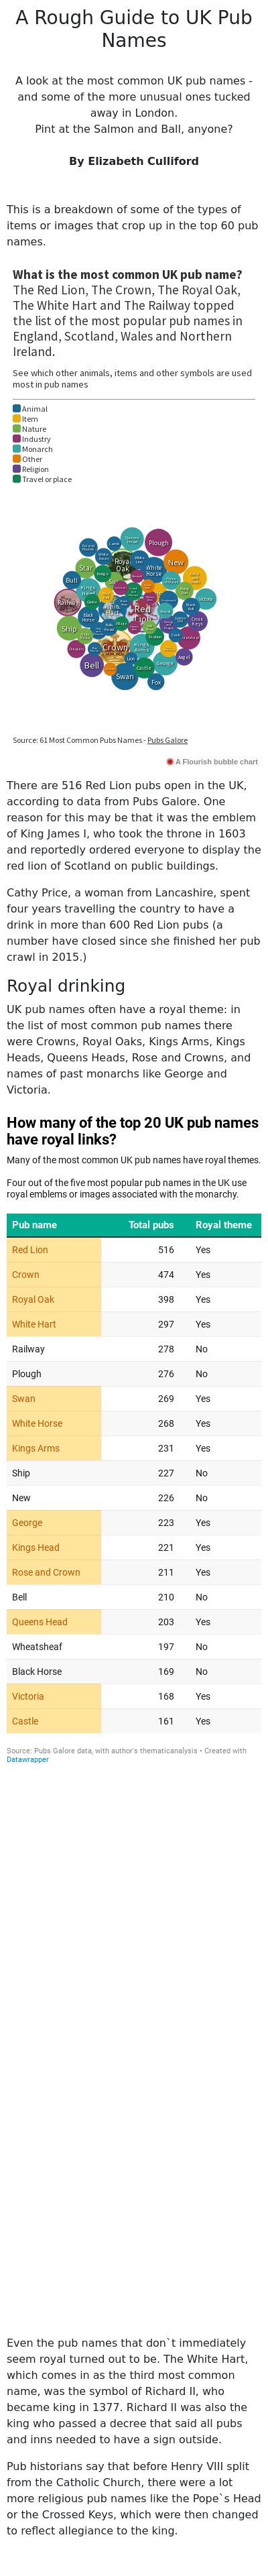 A Rough Guide to UK Pub
Names
A look at the most common UK pub names -
and some of the more unusual ones tucked
away in London.
Pint at the Salmon and Ball, anyone?
By Elizabeth Culliford
This is a breakdown of some of the types of
items or images that crop up in the top 60 pub
names.
What is the most common UK pub name?
The Red Lion, The Crown, The Royal Oak,
The White Hart and The Railway topped
the list of the most popular pub names in
England, Scotland, Wales and Northern
Ireland.
See which other animals, items and other symbols are used
most in pub names
Animal
Item
Nature
Industry
Monarch
Other
Religion
Travel or place
Plough
Royal
Oak
New
Star
White
Horse
Bull
Railway
Victoria
Red
Lion
Cross
Keys
Ship
Crown
Bell
Angel
George
Castle
Swan
Fox
Source: 61 Most Common Pubs Names - Pubs Galore
A Flourish bubble chart
There are 516 Red Lion pubs open in the UK,
according to data from Pubs Galore. One
reason for this may be that it was the emblem
of King James I, who took the throne in 1603
and reportedly ordered everyone to display the
red lion of Scotland on public buildings.
Cathy Price, a woman from Lancashire, spent
four years travelling the country to have a
drink in more than 600 Red Lion pubs (a
number have closed since she finished her pub
crawl in 2015.)
Royal drinking
UK pub names often have a royal theme: in
the list of most common pub names there
were Crowns, Royal Oaks, Kings Arms, Kings
Heads, Queens Heads, Rose and Crowns, and
names of past monarchs like George and
Victoria.
How many of the top 20 UK pub names
have royal links?
Many of the most common UK pub names have royal themes.
Four out of the five most popular pub names in the UK use
royal emblems or images associated with the monarchy.
Pub name Total pubs Royal theme
Red Lion 516 Yes
Crown 474 Yes
Royal Oak 398 Yes
White Hart 297 Yes
Railway 278 No
Plough 276 No
Swan 269 Yes
White Horse 268 Yes
Kings Arms 231 Yes
Ship 227 No
New 226 No
George 223 Yes
Kings Head 221 Yes
Rose and Crown 211 Yes
Bell 210 No
Queens Head 203 Yes
Wheatsheaf 197 No
Black Horse 169 No
Victoria 168 Yes
Castle 161 Yes
Source: Pubs Galore data, with author's thematicanalysis • Created with
Datawrapper
Even the pub names that don`t immediately
seem royal turned out to be. The White Hart,
which comes in as the third most common
name, was the symbol of Richard II, who
became king in 1377. Richard II was also the
king who passed a decree that said all pubs
and inns needed to have a sign outside.
Pub historians say that before Henry VIII split
from the Catholic Church, there were a lot
more religious pub names like the Pope`s Head
or the Crossed Keys, which were then changed
to reflect allegiance to the king.